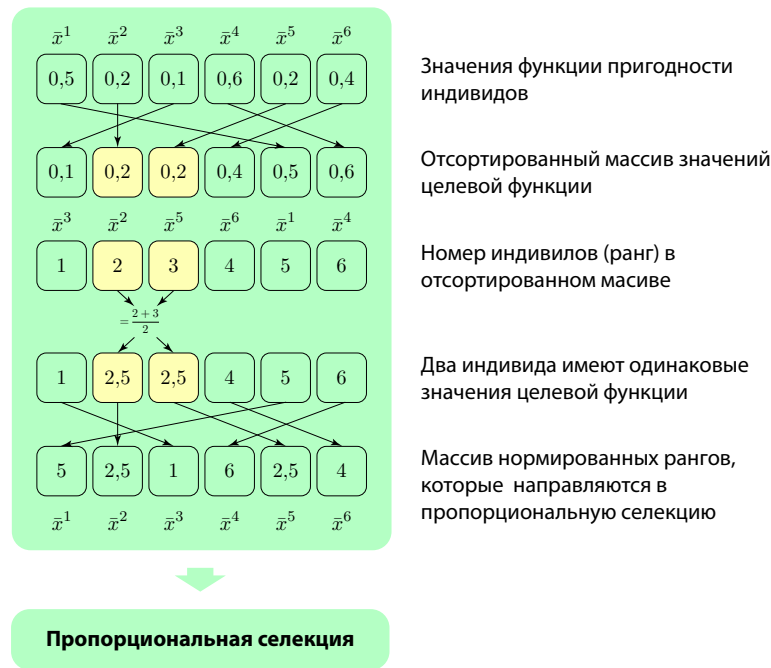 x̄¹ x̄² x̄³ x̄⁴ x̄⁵ x̄⁶
0,5 0,2 0,1 0,6 0,2 0,4
Значения функции пригодности
индивидов
0,1 0,2 0,2 0,4 0,5 0,6
Отсортированный массив значений
целевой функции
x̄³ x̄² x̄⁵ x̄⁶ x̄¹ x̄⁴
1 2 3 4 5 6
Номер индивилов (ранг) в
отсортированном масиве
= (2 + 3)/2
1 2,5 2,5 4 5 6
Два индивида имеют одинаковые
значения целевой функции
5 2,5 1 6 2,5 4
Массив нормированных рангов,
которые направляются в
пропорциональную селекцию
x̄¹ x̄² x̄³ x̄⁴ x̄⁵ x̄⁶
Пропорциональная селекция